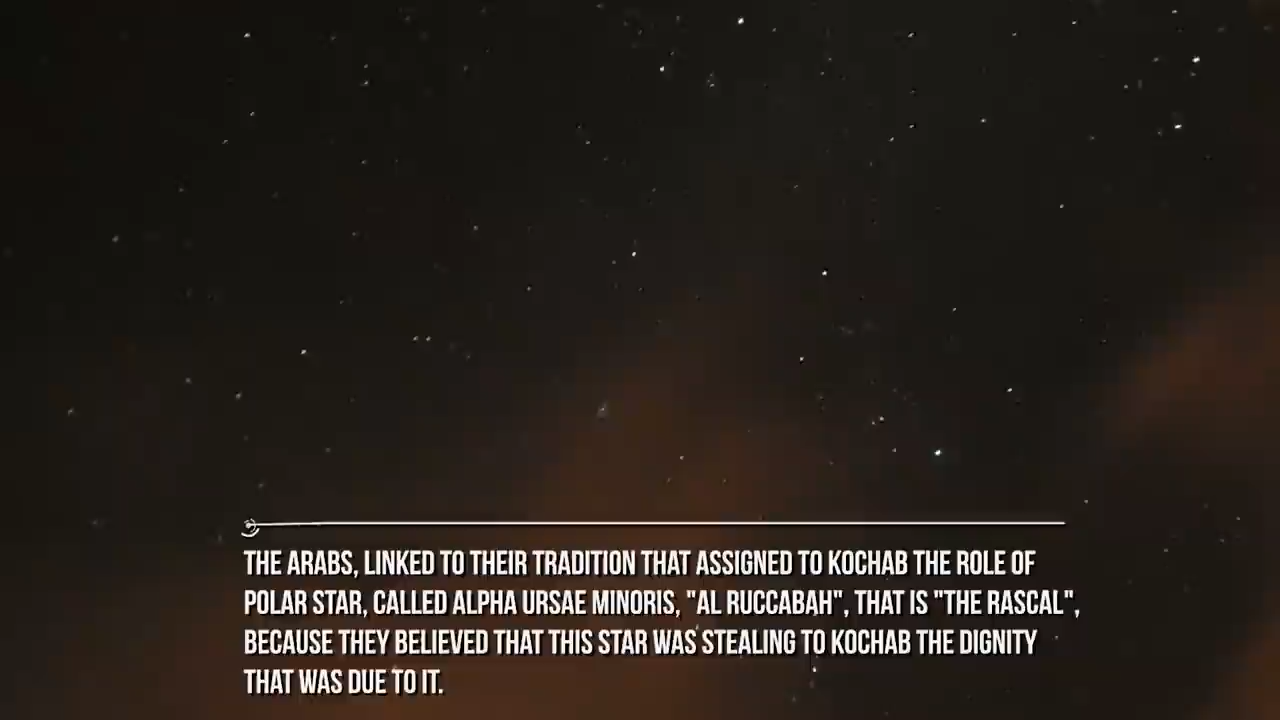 THE ARABS, LINKED TO THEIR TRADITION THAT ASSIGNED TO KOCHAB THE ROLE OF
POLAR STAR, CALLED ALPHA URSAE MINORIS, "AL RUCCABAH", THAT IS "THE RASCAL",
BECAUSE THEY BELIEVED THAT THIS STAR WAS STEALING TO KOCHAB THE DIGNITY
THAT WAS DUE TO IT.